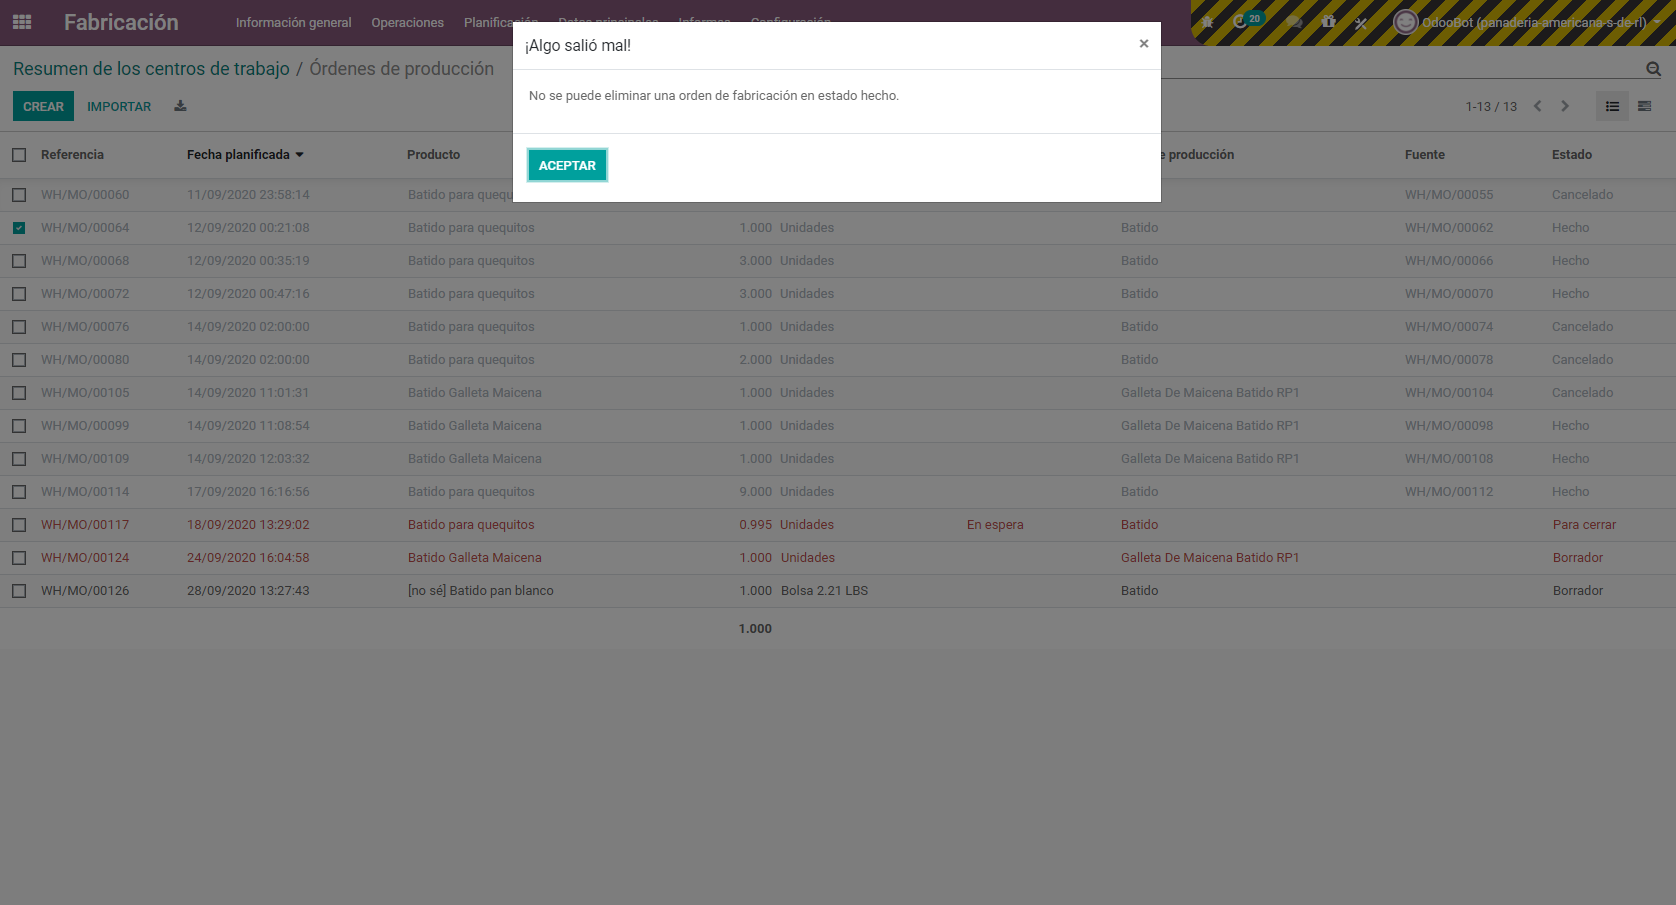 Fabricación Información general Operaciones Planificación Datos principales Informes Configuración 20 OdooBot (panaderia-americana-s-de-rl)
¡Algo salió mal! ×
Resumen de los centros de trabajo / Órdenes de producción
No se puede eliminar una orden de fabricación en estado hecho.
CREAR IMPORTAR 1-13 / 13
ACEPTAR
Referencia Fecha planificada Producto e producción Fuente Estado
WH/MO/00060 11/09/2020 23:58:14 Batido para quequ WH/MO/00055 Cancelado
WH/MO/00064 12/09/2020 00:21:08 Batido para quequitos 1.000 Unidades Batido WH/MO/00062 Hecho
WH/MO/00068 12/09/2020 00:35:19 Batido para quequitos 3.000 Unidades Batido WH/MO/00066 Hecho
WH/MO/00072 12/09/2020 00:47:16 Batido para quequitos 3.000 Unidades Batido WH/MO/00070 Hecho
WH/MO/00076 14/09/2020 02:00:00 Batido para quequitos 1.000 Unidades Batido WH/MO/00074 Cancelado
WH/MO/00080 14/09/2020 02:00:00 Batido para quequitos 2.000 Unidades Batido WH/MO/00078 Cancelado
WH/MO/00105 14/09/2020 11:01:31 Batido Galleta Maicena 1.000 Unidades Galleta De Maicena Batido RP1 WH/MO/00104 Cancelado
WH/MO/00099 14/09/2020 11:08:54 Batido Galleta Maicena 1.000 Unidades Galleta De Maicena Batido RP1 WH/MO/00098 Hecho
WH/MO/00109 14/09/2020 12:03:32 Batido Galleta Maicena 1.000 Unidades Galleta De Maicena Batido RP1 WH/MO/00108 Hecho
WH/MO/00114 17/09/2020 16:16:56 Batido para quequitos 9.000 Unidades Batido WH/MO/00112 Hecho
WH/MO/00117 18/09/2020 13:29:02 Batido para quequitos 0.995 Unidades En espera Batido Para cerrar
WH/MO/00124 24/09/2020 16:04:58 Batido Galleta Maicena 1.000 Unidades Galleta De Maicena Batido RP1 Borrador
WH/MO/00126 28/09/2020 13:27:43 [no sé] Batido pan blanco 1.000 Bolsa 2.21 LBS Batido Borrador
1.000